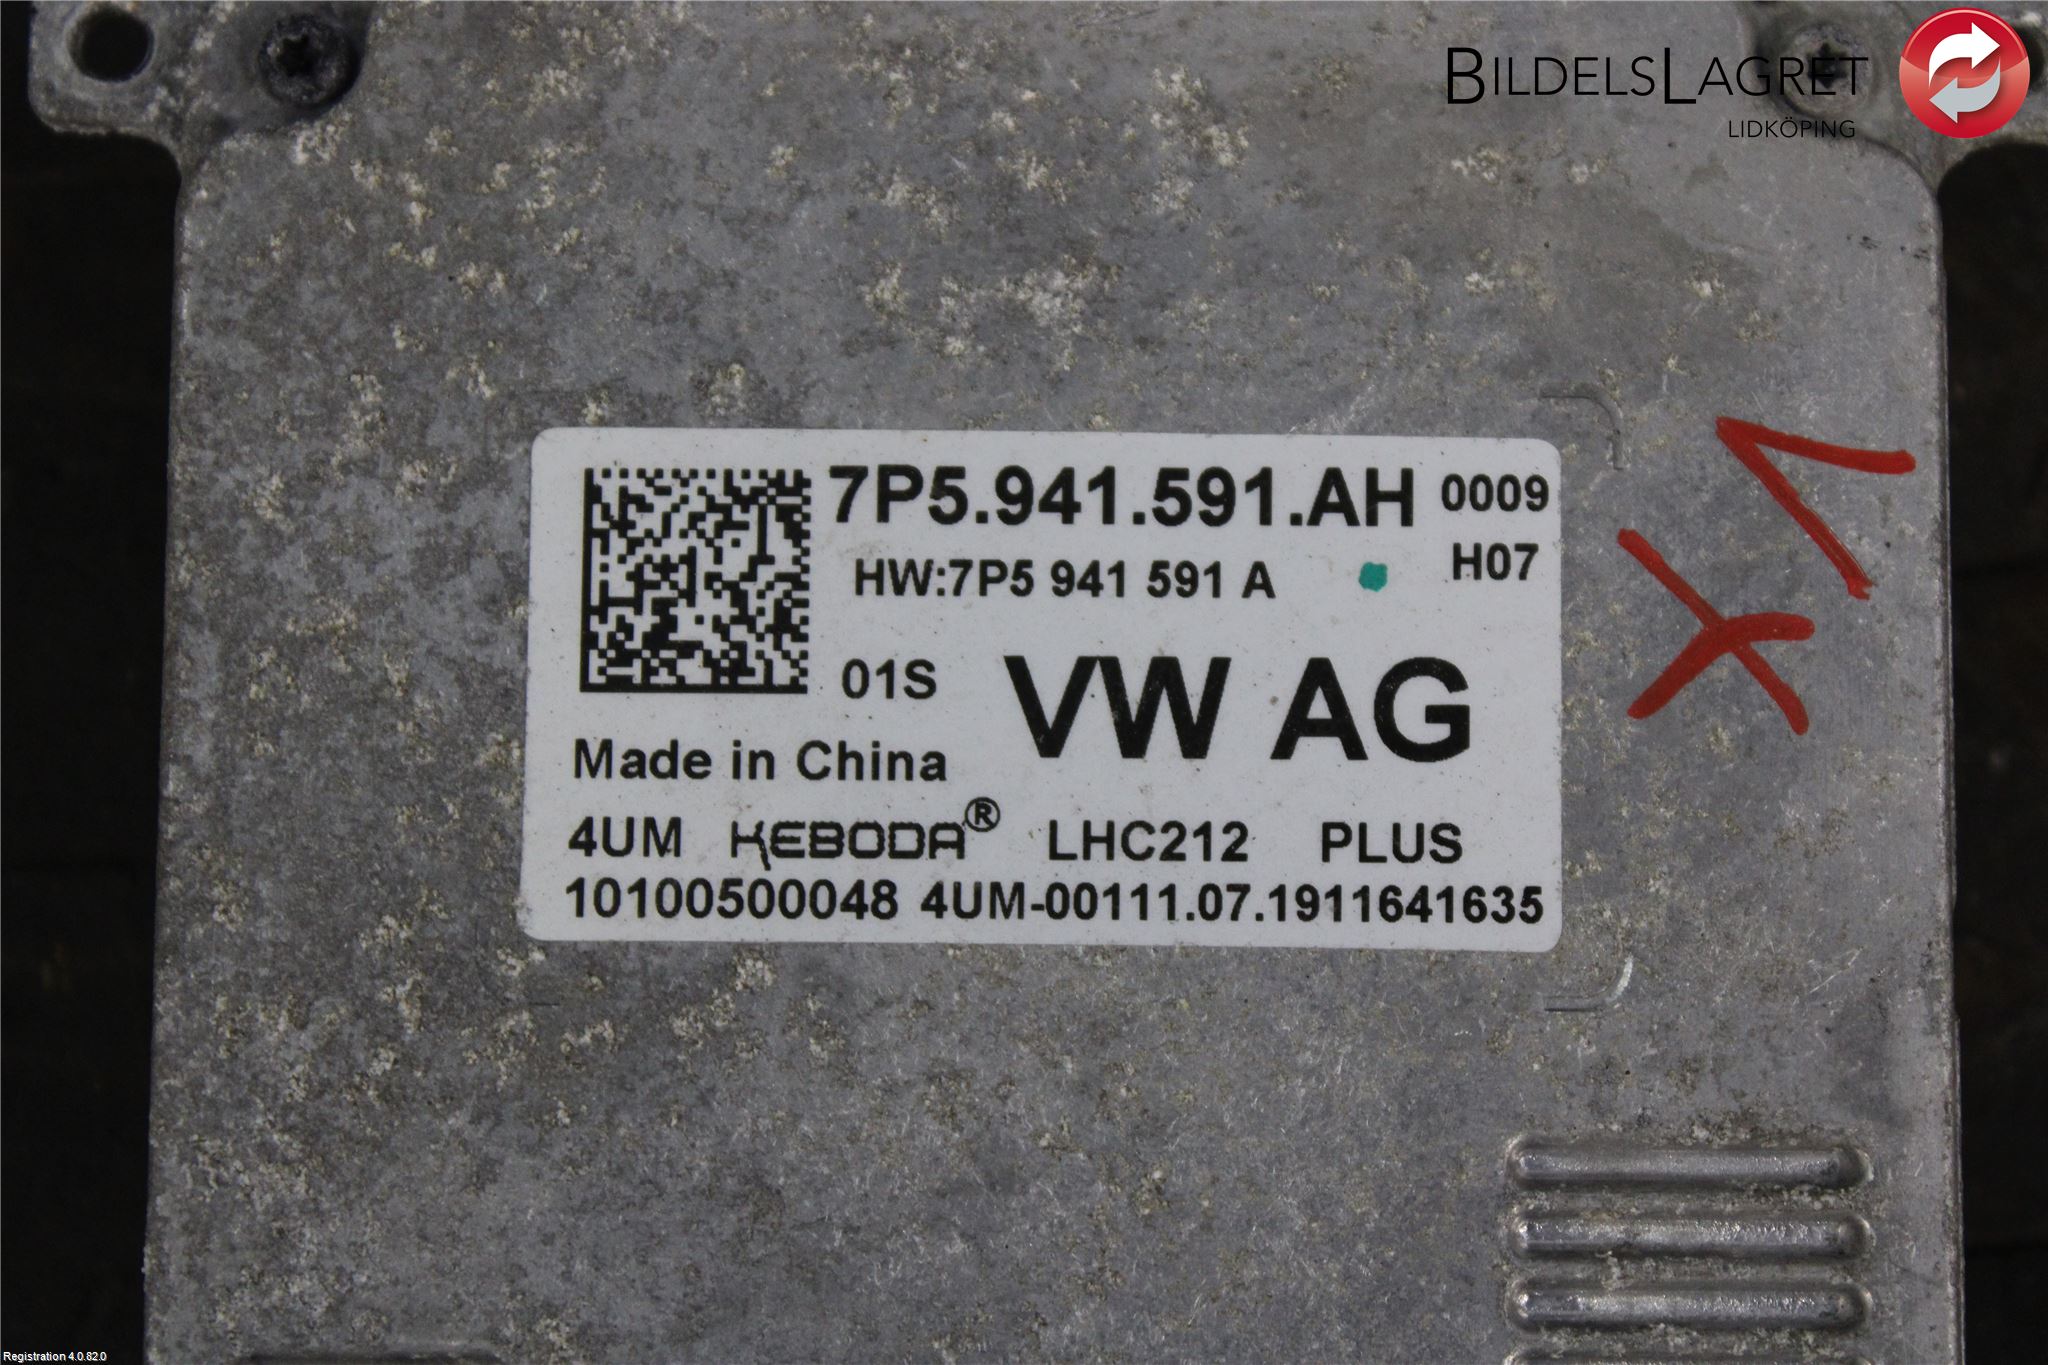 BILDELSLAGRET
LIDKÖPING
7P5.941.591.AH 0009
HW:7P5 941 591 A H07
01S VW AG
Made in China
4UM KEBODA® LHC212 PLUS
10100500048 4UM-00111.07.1911641635
Registration 4.0.82.0